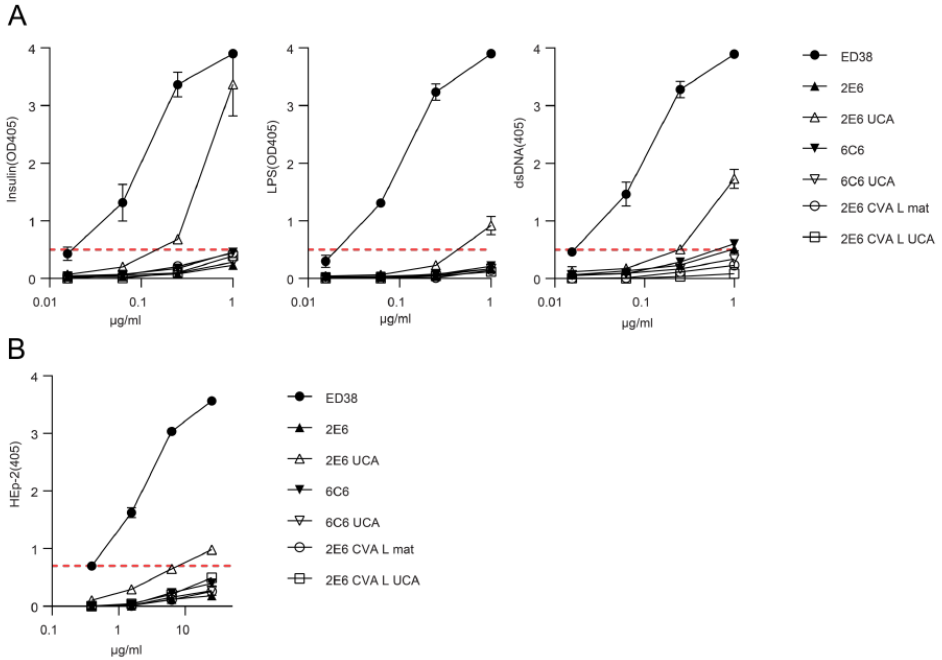 A
Insulin(OD405)
4
3
2
1
0
0.01
0.1
1
µg/ml
LPS(OD405)
4
3
2
1
0
0.01
0.1
1
µg/ml
dsDNA(405)
4
3
2
1
0
0.01
0.1
1
µg/ml
ED38
2E6
2E6 UCA
6C6
6C6 UCA
2E6 CVA L mat
2E6 CVA L UCA
B
HEp-2(405)
4
3
2
1
0
0.1
1
10
µg/ml
ED38
2E6
2E6 UCA
6C6
6C6 UCA
2E6 CVA L mat
2E6 CVA L UCA